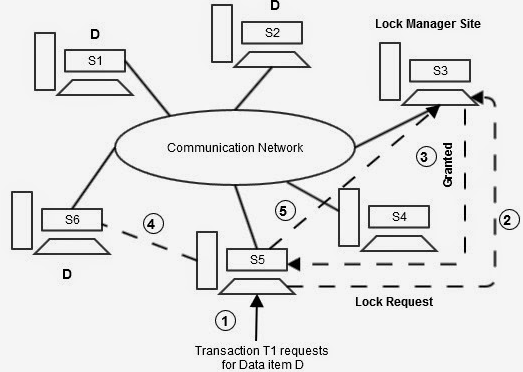 D
D
Lock Manager Site
S1
S2
S3
Communication Network
3
Granted
2
S6
4
5
S4
D
S5
Lock Request
1
Transaction T1 requests
for Data item D